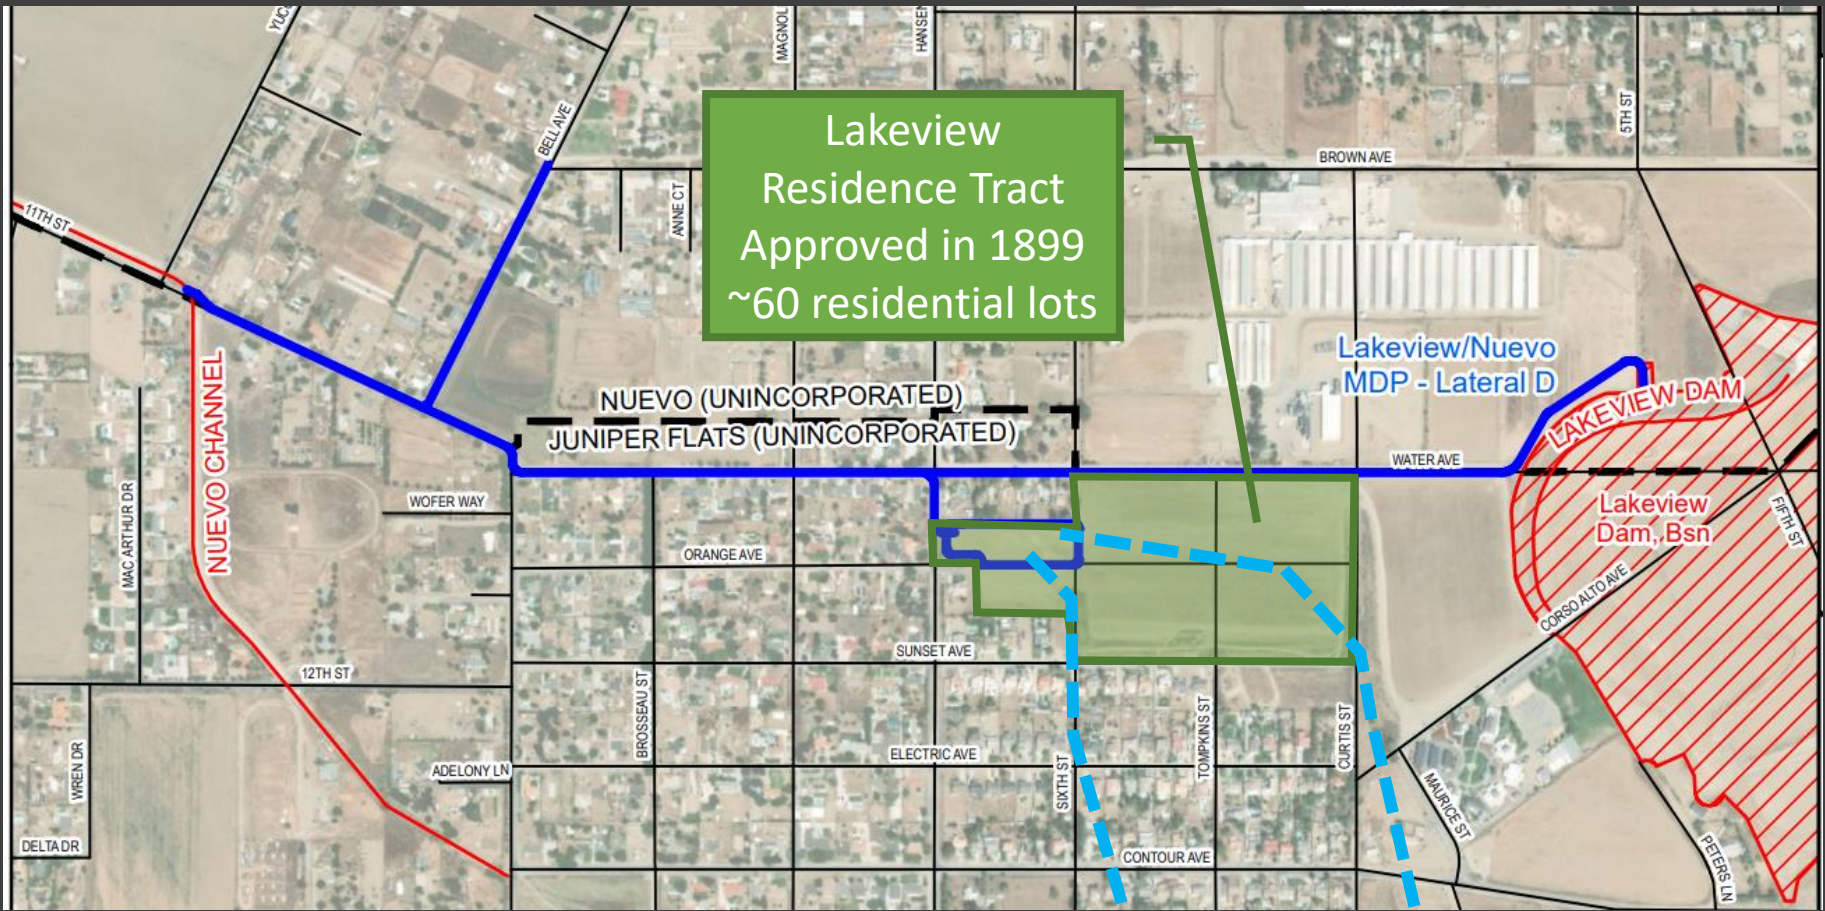 YUC
MAGNOL
HANSEN
BELL AVE
5TH ST
Lakeview
Residence Tract
Approved in 1899
~60 residential lots
BROWN AVE
ANNE CT
11TH ST
Lakeview/Nuevo
MDP - Lateral D
NUEVO (UNINCORPORATED)
JUNIPER FLATS (UNINCORPORATED)
LAKEVIEW DAM
NUEVO CHANNEL
WATER AVE
MAC ARTHUR DR
WOFER WAY
Lakeview
Dam, Bsn
FIFTH ST
ORANGE AVE
CORSO ALTO AVE
SUNSET AVE
12TH ST
BROSSEAU ST
TOMPKINS ST
CURTIS ST
WREN DR
ADELONY LN
ELECTRIC AVE
SIXTH ST
MAURICE ST
DELTA DR
CONTOUR AVE
PETERS LN